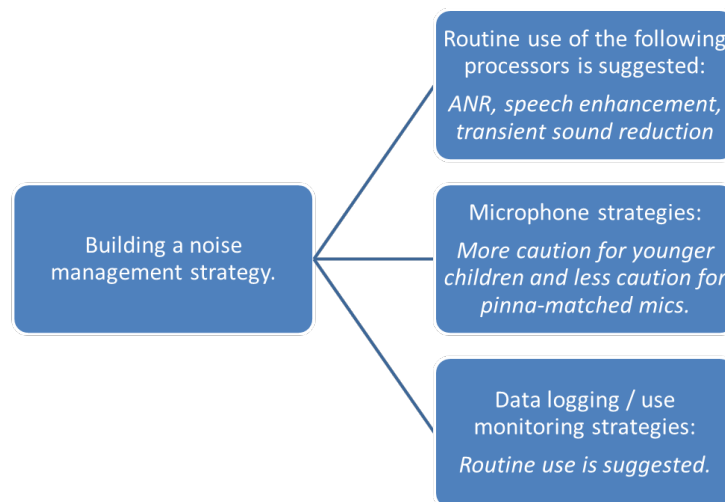 Routine use of the following
processors is suggested:
ANR, speech enhancement,
transient sound reduction
Building a noise
management strategy.
Microphone strategies:
More caution for younger
children and less caution for
pinna-matched mics.
Data logging / use
monitoring strategies:
Routine use is suggested.